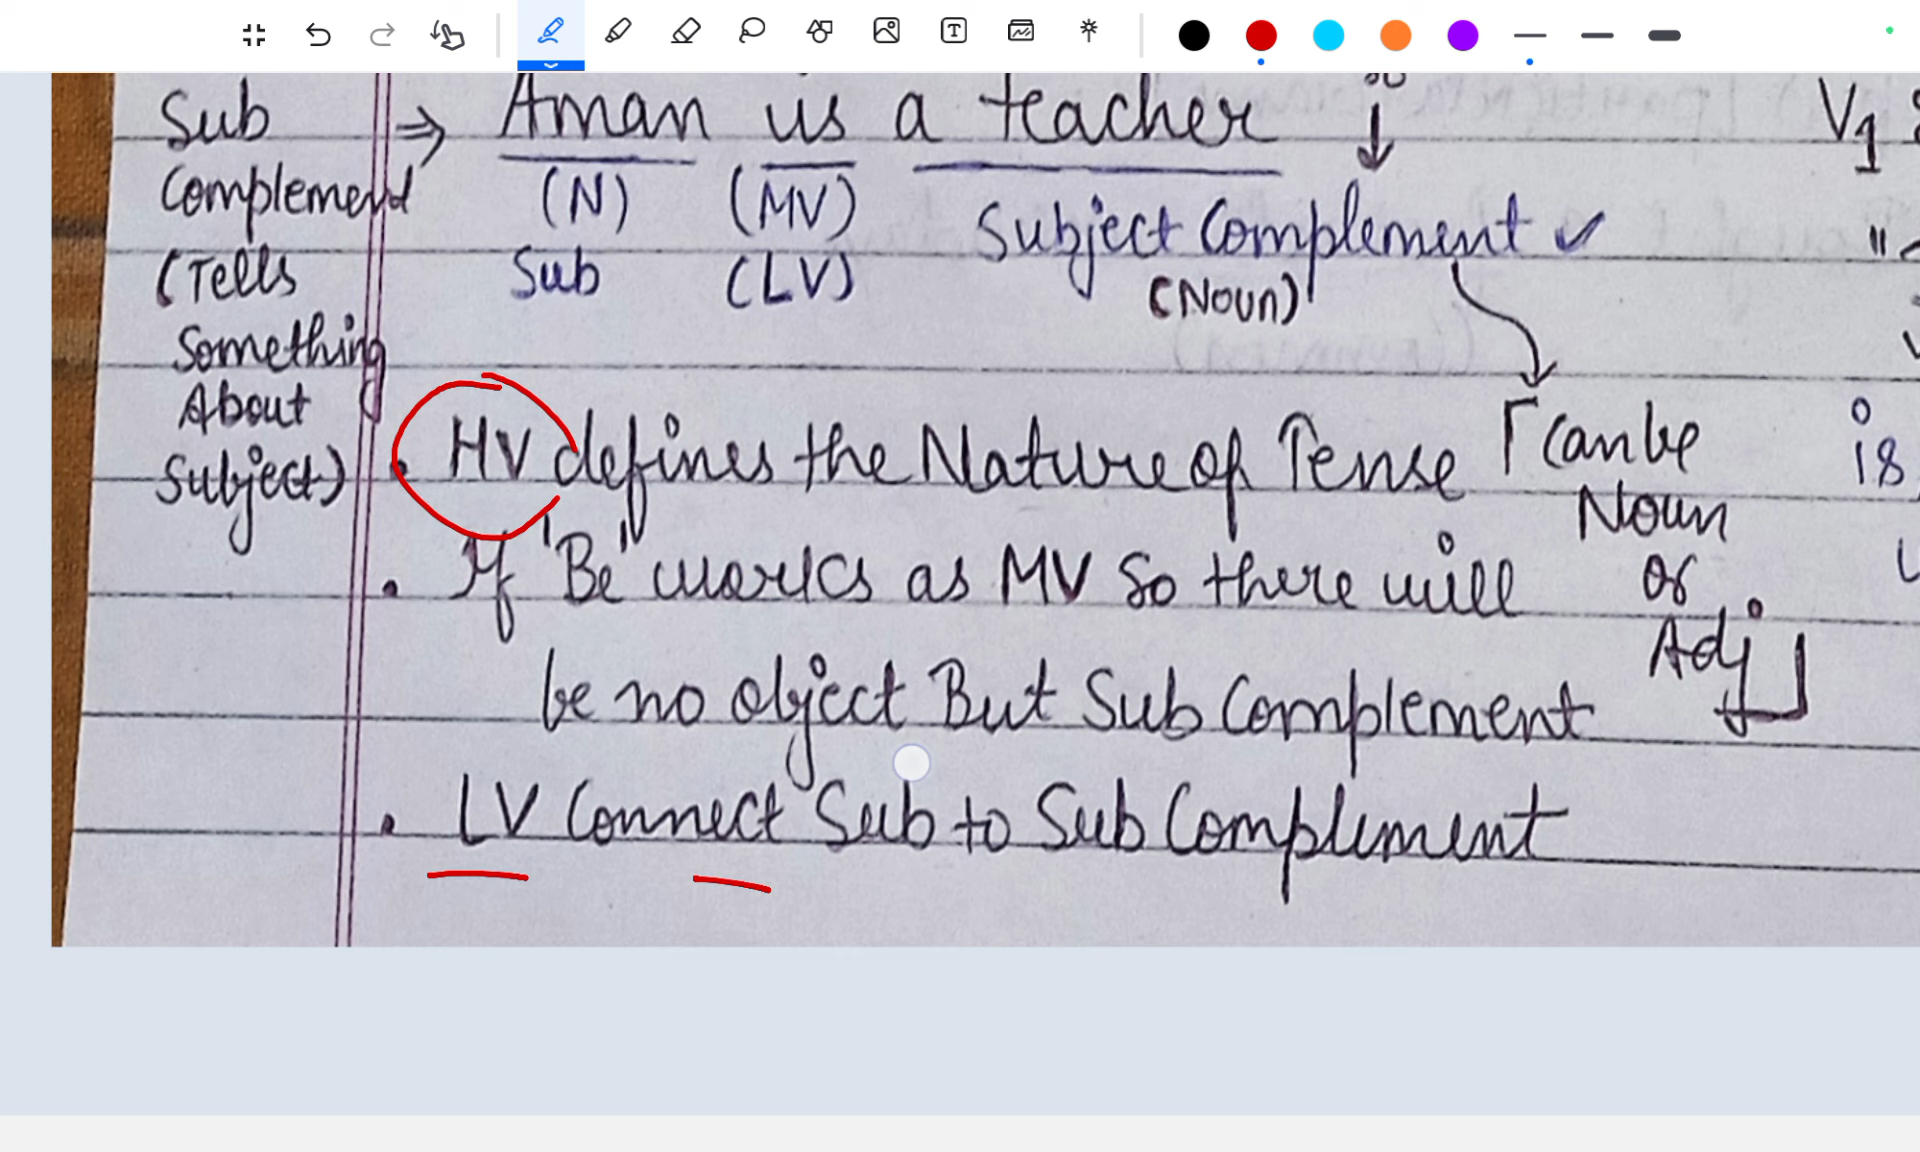 Sub ⇒ Aman is a teacher
V1
Complement (N) (MV) Subject Complement ✓
(Tells Sub (LV) (Noun)
Something
About
Subject) . HV defines the Nature of Tense [Can be
is
Noun
. If 'Be' works as MV So there will or
Adj]
be no object But Sub Complement
. LV Connect Sub to Sub Complement